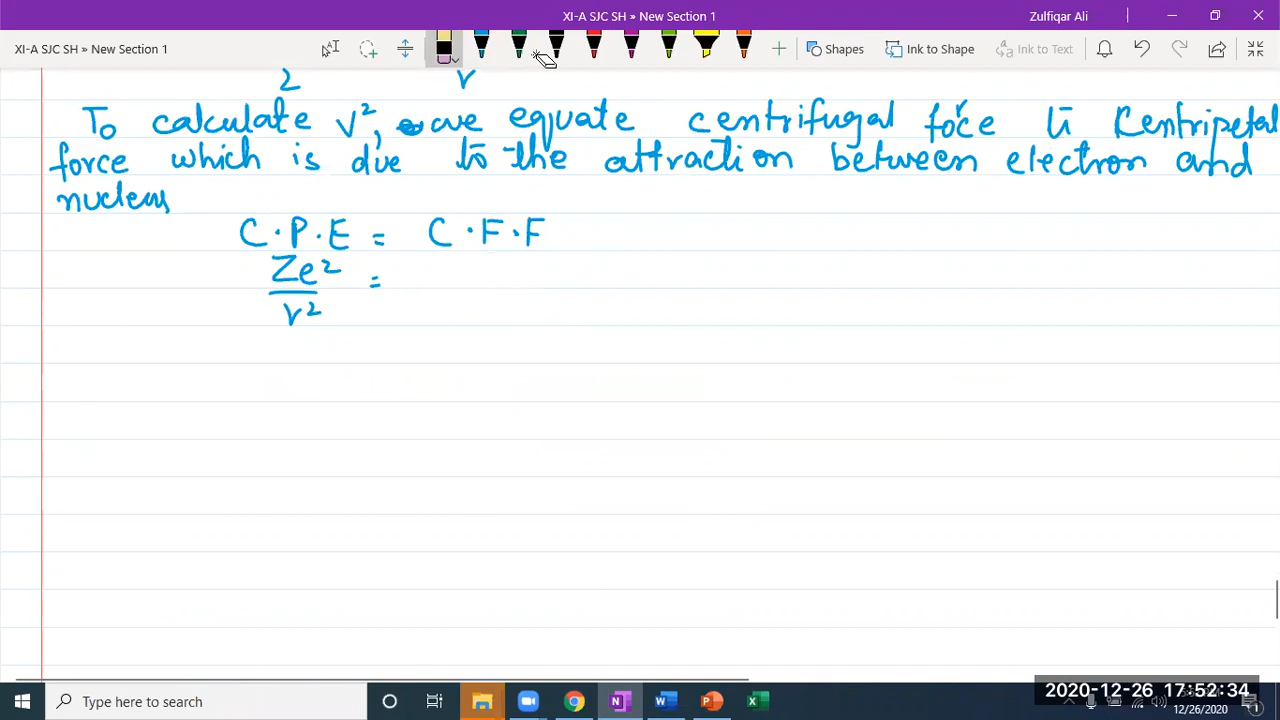 XI-A SJC SH » New Section 1
Zulfiqar Ali
XI-A SJC SH » New Section 1
Shapes
Ink to Shape
Ink to Text
2 r
To calculate v², we equate centrifugal force to Centripetal
force which is due to the attraction between electron and
nucleus
C.P.E = C.F.F
Ze² =
r²
Type here to search
2020-12-26 17:52:34
12/26/2020